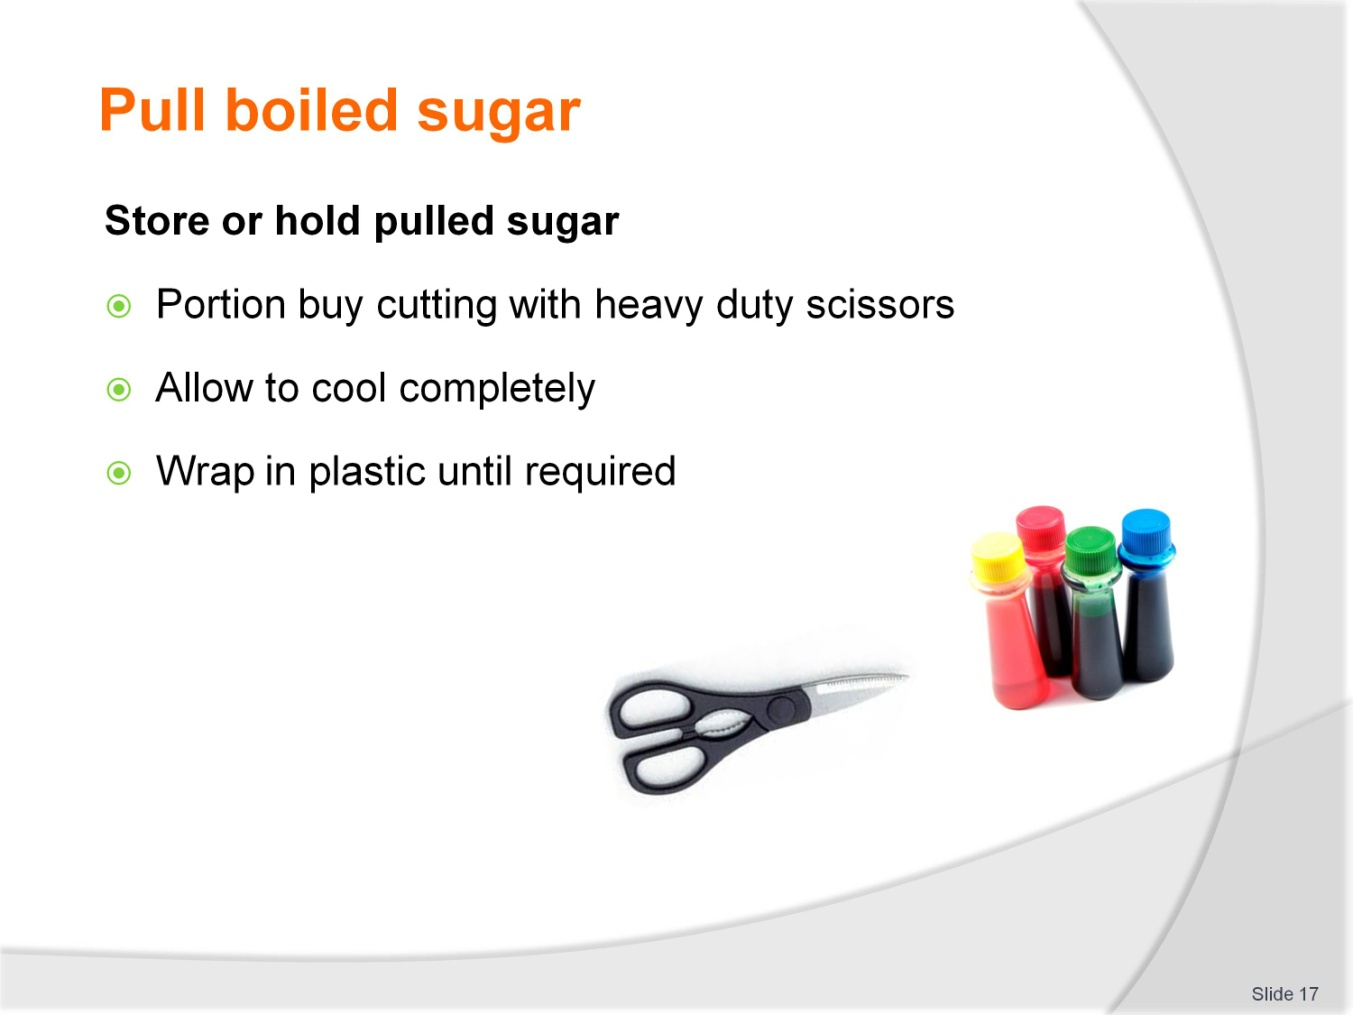 Pull boiled sugar
Store or hold pulled sugar
Portion buy cutting with heavy duty scissors
Allow to cool completely
Wrap in plastic until required
Slide 17